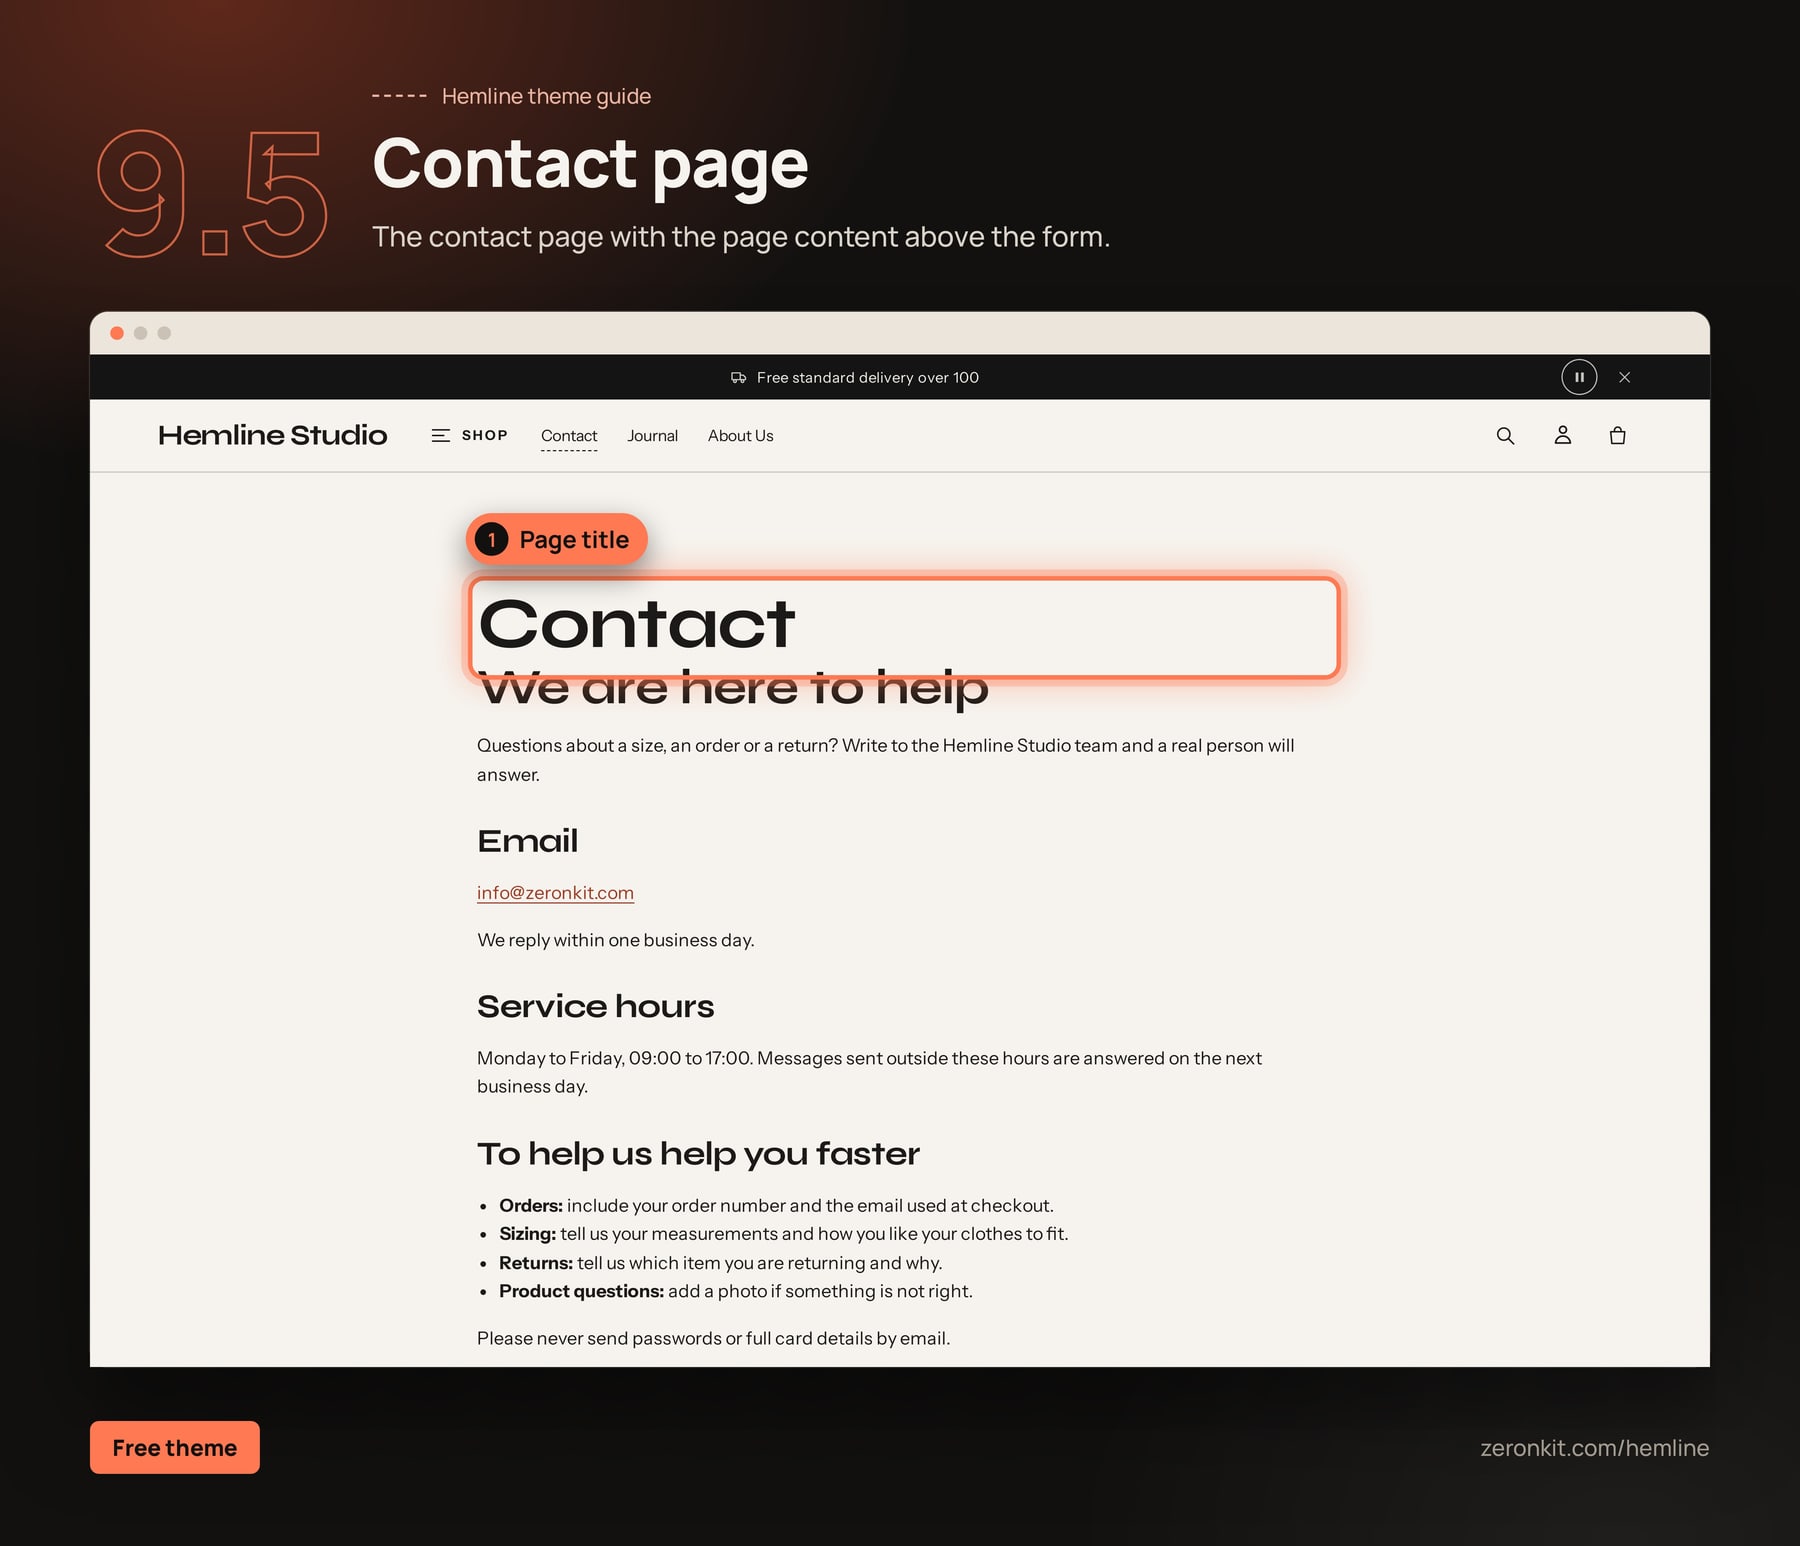 Hemline theme guide
9.5
Contact page
The contact page with the page content above the form.
Free standard delivery over 100
Hemline Studio
SHOP
Contact
Journal
About Us
1 Page title
Contact
We are here to help
Questions about a size, an order or a return? Write to the Hemline Studio team and a real person will
answer.
Email
info@zeronkit.com
We reply within one business day.
Service hours
Monday to Friday, 09:00 to 17:00. Messages sent outside these hours are answered on the next
business day.
To help us help you faster
• Orders: include your order number and the email used at checkout.
• Sizing: tell us your measurements and how you like your clothes to fit.
• Returns: tell us which item you are returning and why.
• Product questions: add a photo if something is not right.
Please never send passwords or full card details by email.
Free theme
zeronkit.com/hemline